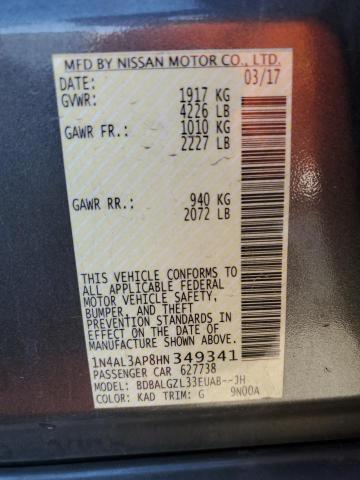 MFD BY NISSAN MOTOR CO., LTD.
DATE: 03/17
GVWR: 1917 KG
4226 LB
GAWR FR.: 1010 KG
2227 LB
GAWR RR.: 940 KG
2072 LB
THIS VEHICLE CONFORMS TO
ALL APPLICABLE FEDERAL
MOTOR VEHICLE SAFETY,
BUMPER, AND THEFT
PREVENTION STANDARDS
IN EFFECT ON THE DATE OF
MANUFACTURE SHOWN ABOVE.
1N4AL3AP8HN 349341
PASSENGER CAR 627738
MODEL: BDBALGZL33EUAB--JH
COLOR: KAD TRIM: G 9N00A